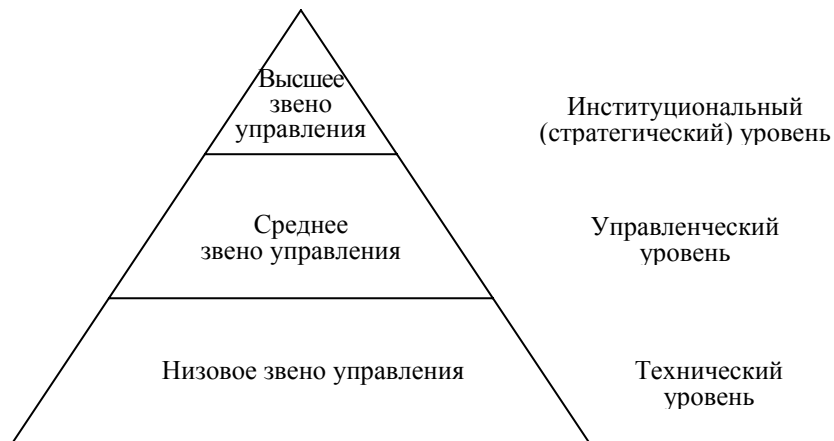 Высшее
звено
управления
Институциональный
(стратегический) уровень
Среднее
звено управления
Управленческий
уровень
Низовое звено управления
Технический
уровень